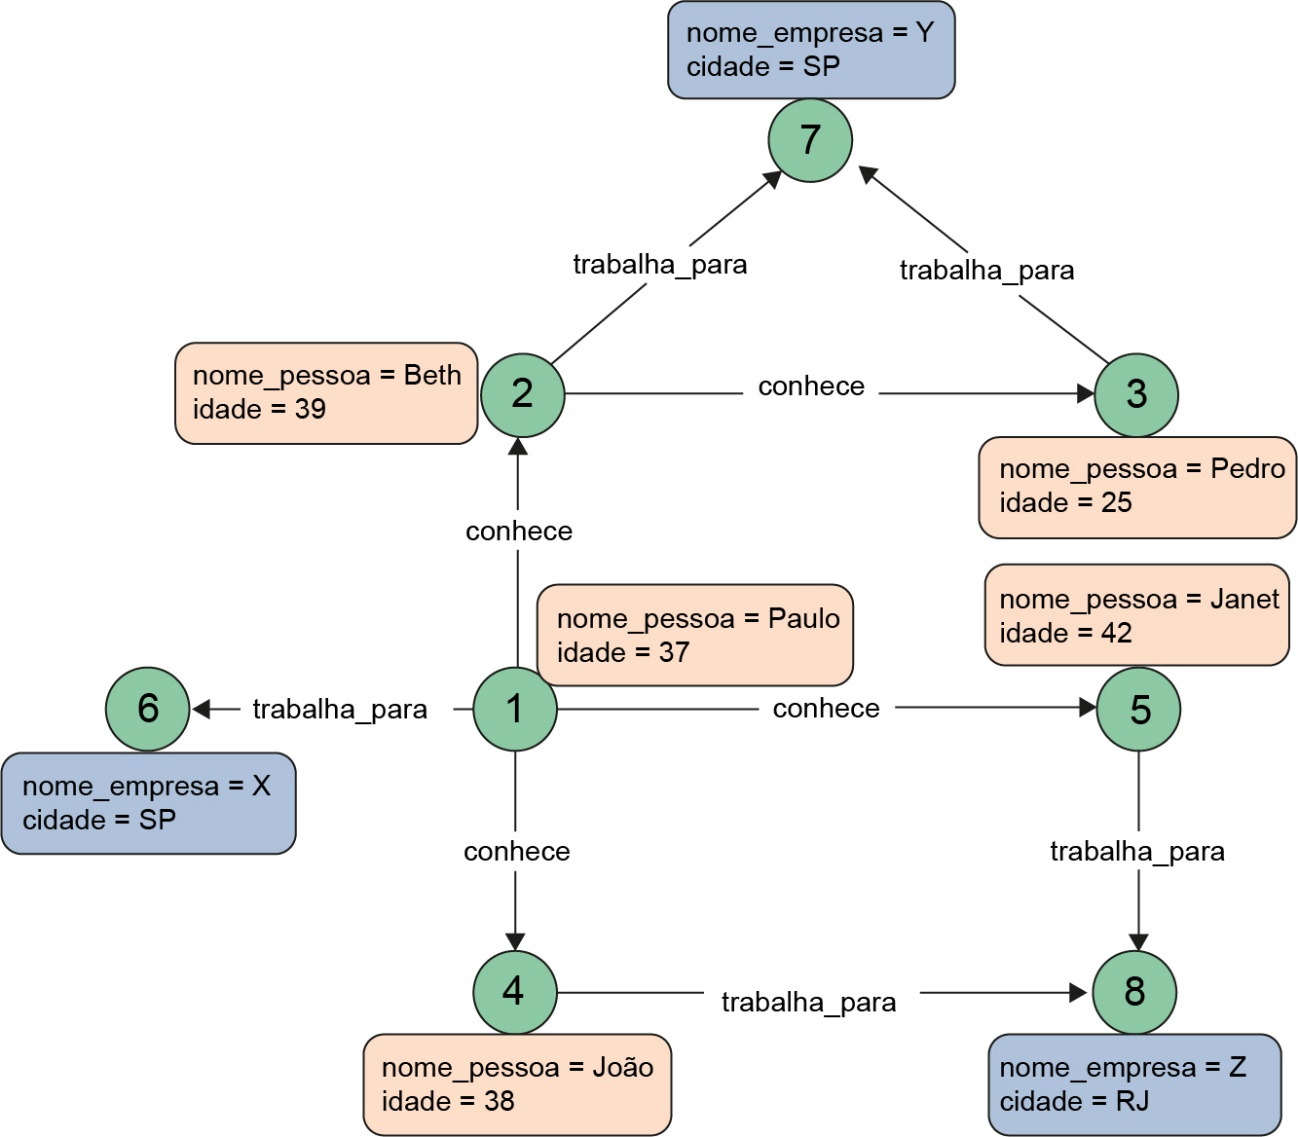 nome_empresa = Y
cidade = SP
7
trabalha_para
trabalha_para
nome_pessoa = Beth
idade = 39
2
conhece
3
nome_pessoa = Pedro
idade = 25
conhece
nome_pessoa = Paulo
idade = 37
nome_pessoa = Janet
idade = 42
6
trabalha_para
1
conhece
5
nome_empresa = X
cidade = SP
conhece
trabalha_para
4
trabalha_para
8
nome_pessoa = João
idade = 38
nome_empresa = Z
cidade = RJ